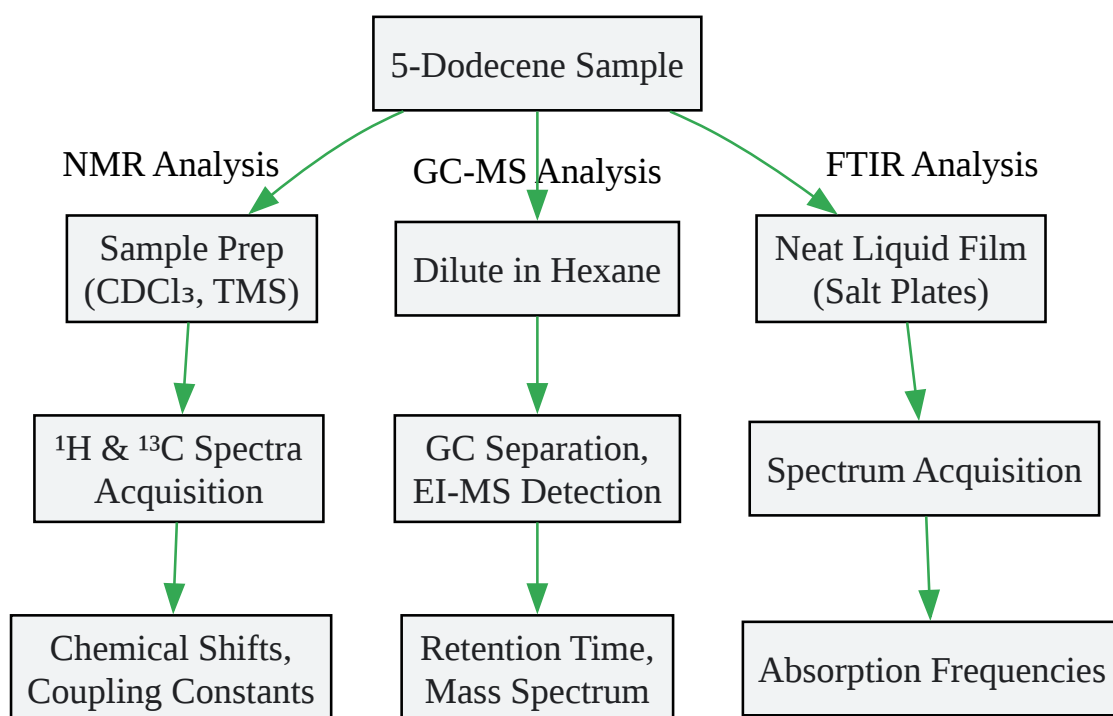 5-Dodecene Sample
NMR Analysis
GC-MS Analysis
FTIR Analysis
Sample Prep
(CDCl₃, TMS)
Dilute in Hexane
Neat Liquid Film
(Salt Plates)
¹H & ¹³C Spectra
Acquisition
GC Separation,
EI-MS Detection
Spectrum Acquisition
Chemical Shifts,
Coupling Constants
Retention Time,
Mass Spectrum
Absorption Frequencies